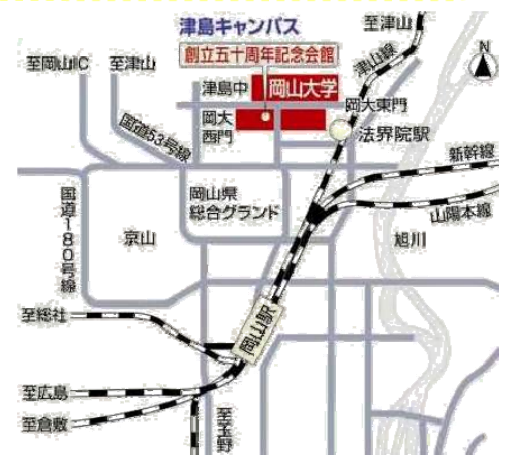 津島キャンパス
至津山
創立五十周年記念会館
至岡山IC
至津山
津山線
N
津島中
岡山大学
岡大東門
岡大
西門
国道53号線
法界院駅
新幹線
国道180号線
岡山県
総合グランド
山陽本線
京山
旭川
至総社
岡山駅
至広島
至倉敷
至玉野